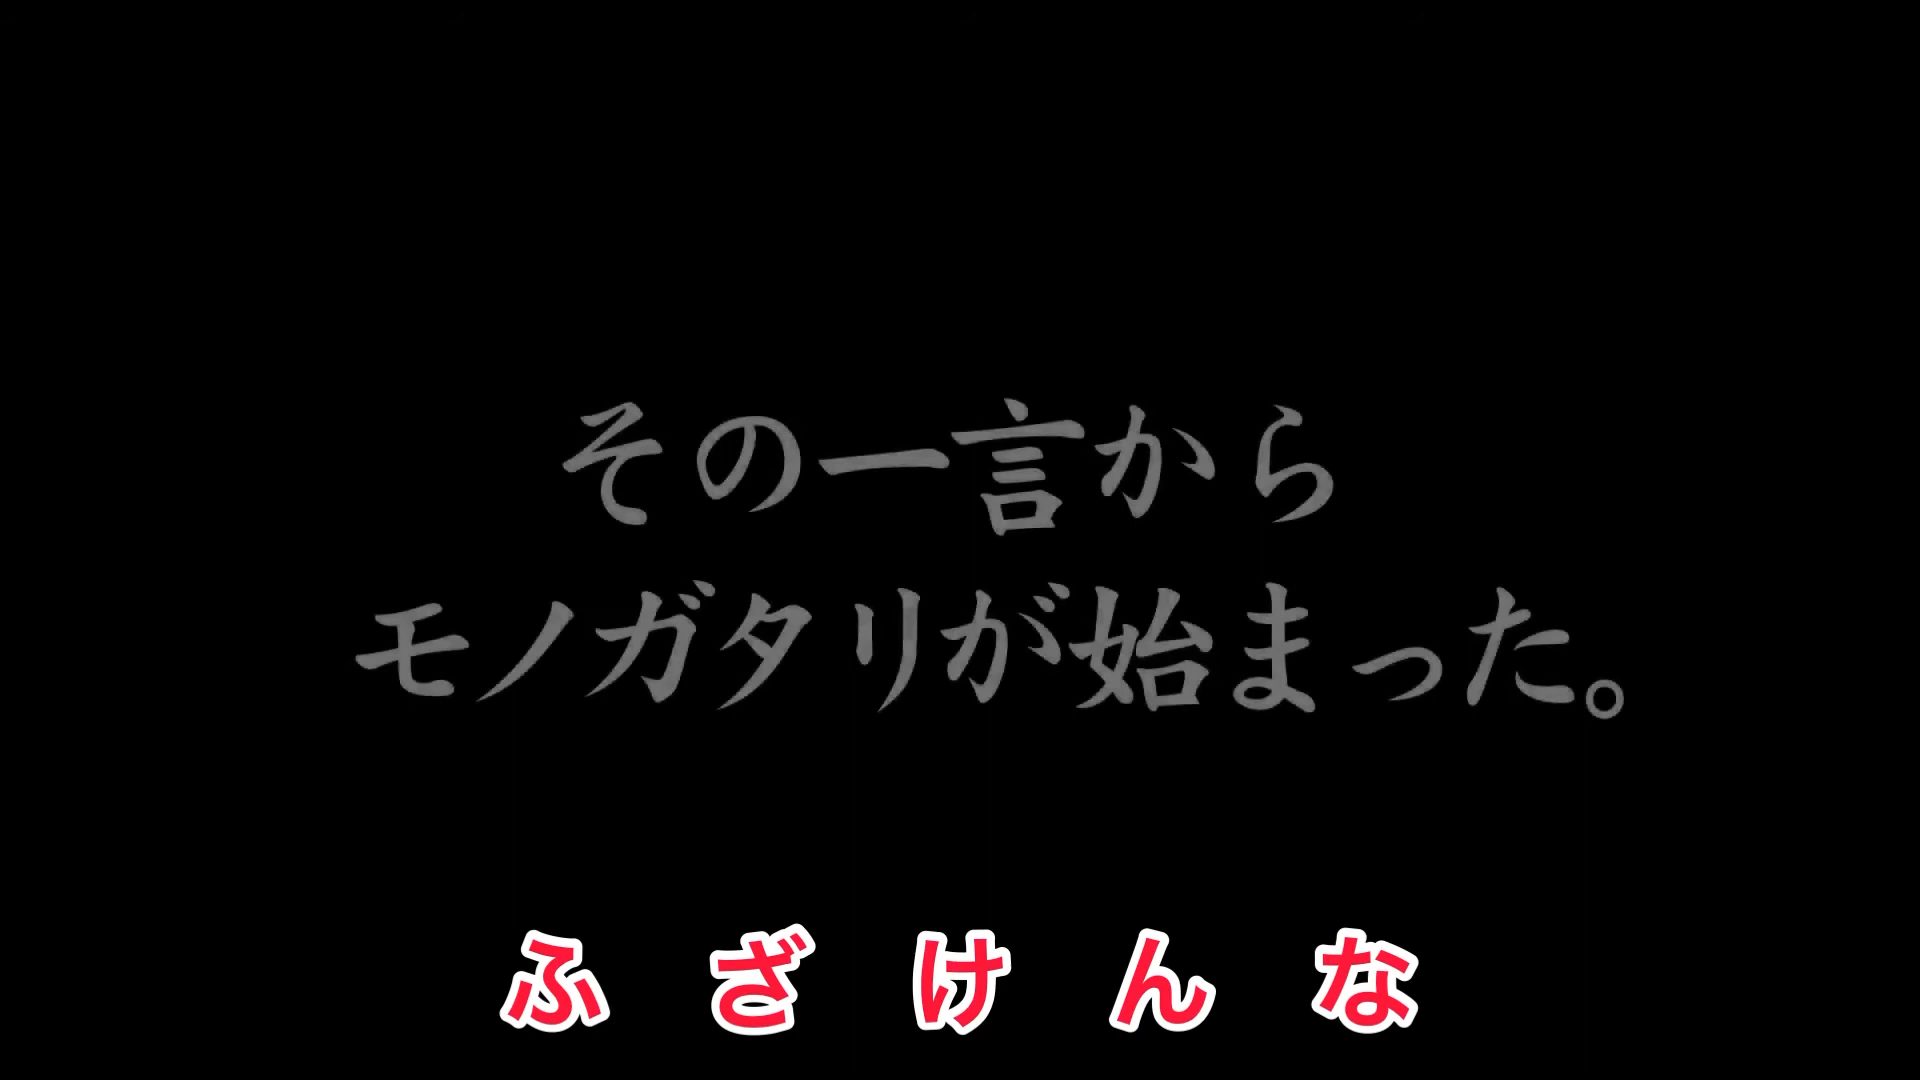 その一言から
モノガタリが始まった。
ふざけんな